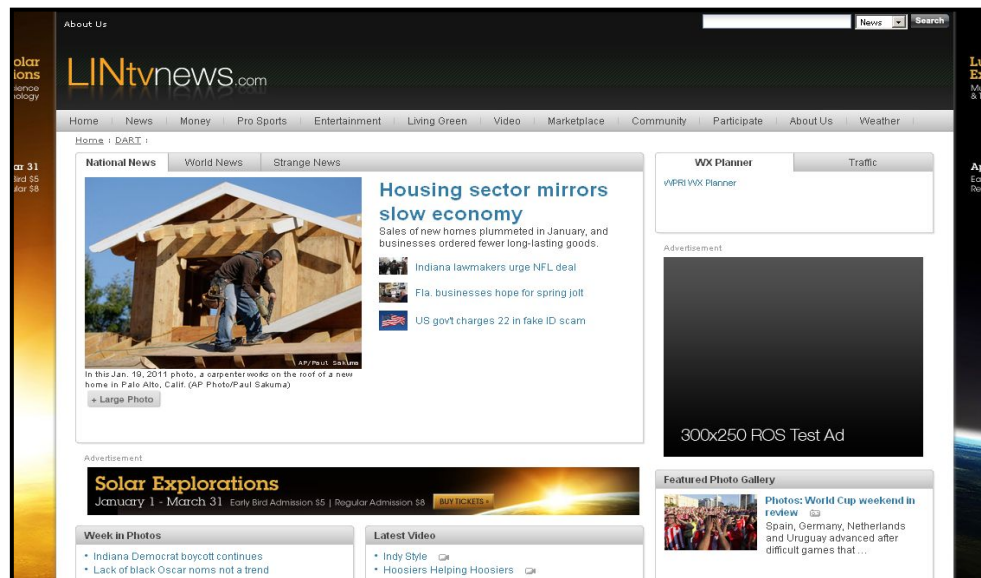 About Us
News
Search
LINtvnews.com
Home News Money Pro Sports Entertainment Living Green Video Marketplace Community Participate About Us Weather
Home : DART :
National News World News Strange News
Housing sector mirrors
slow economy
Sales of new homes plummeted in January, and
businesses ordered fewer long-lasting goods.
Indiana lawmakers urge NFL deal
Fla. businesses hope for spring jolt
US gov't charges 22 in fake ID scam
AP/Paul Sakuma
In this Jan. 19, 2011 photo, a carpenter works on the roof of a new
home in Palo Alto, Calif. (AP Photo/Paul Sakuma)
+ Large Photo
WX Planner Traffic
WPRI WX Planner
Advertisement
300x250 ROS Test Ad
Advertisement
Solar Explorations
January 1 - March 31 Early Bird Admission $5 | Regular Admission $8 BUY TICKETS »
Week in Photos
• Indiana Democrat boycott continues
• Lack of black Oscar noms not a trend
Latest Video
• Indy Style
• Hoosiers Helping Hoosiers
Featured Photo Gallery
Photos: World Cup weekend in
review
Spain, Germany, Netherlands
and Uruguay advanced after
difficult games that ...